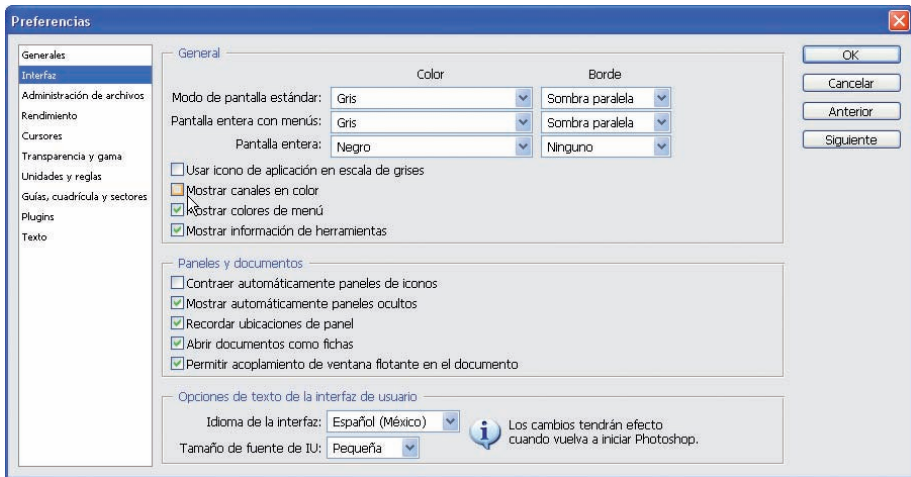 Preferencias
Generales
Interfaz
Administración de archivos
Rendimiento
Cursores
Transparencia y gama
Unidades y reglas
Guías, cuadrícula y sectores
Plugins
Texto
General
Color Borde
Modo de pantalla estándar: Gris Sombra paralela
Pantalla entera con menús: Gris Sombra paralela
Pantalla entera: Negro Ninguno
Usar icono de aplicación en escala de grises
Mostrar canales en color
Mostrar colores de menú
Mostrar información de herramientas
Paneles y documentos
Contraer automáticamente paneles de iconos
Mostrar automáticamente paneles ocultos
Recordar ubicaciones de panel
Abrir documentos como fichas
Permitir acoplamiento de ventana flotante en el documento
Opciones de texto de la interfaz de usuario
Idioma de la interfaz: Español (México)
Tamaño de fuente de IU: Pequeña
Los cambios tendrán efecto
cuando vuelva a iniciar Photoshop.
OK
Cancelar
Anterior
Siguiente